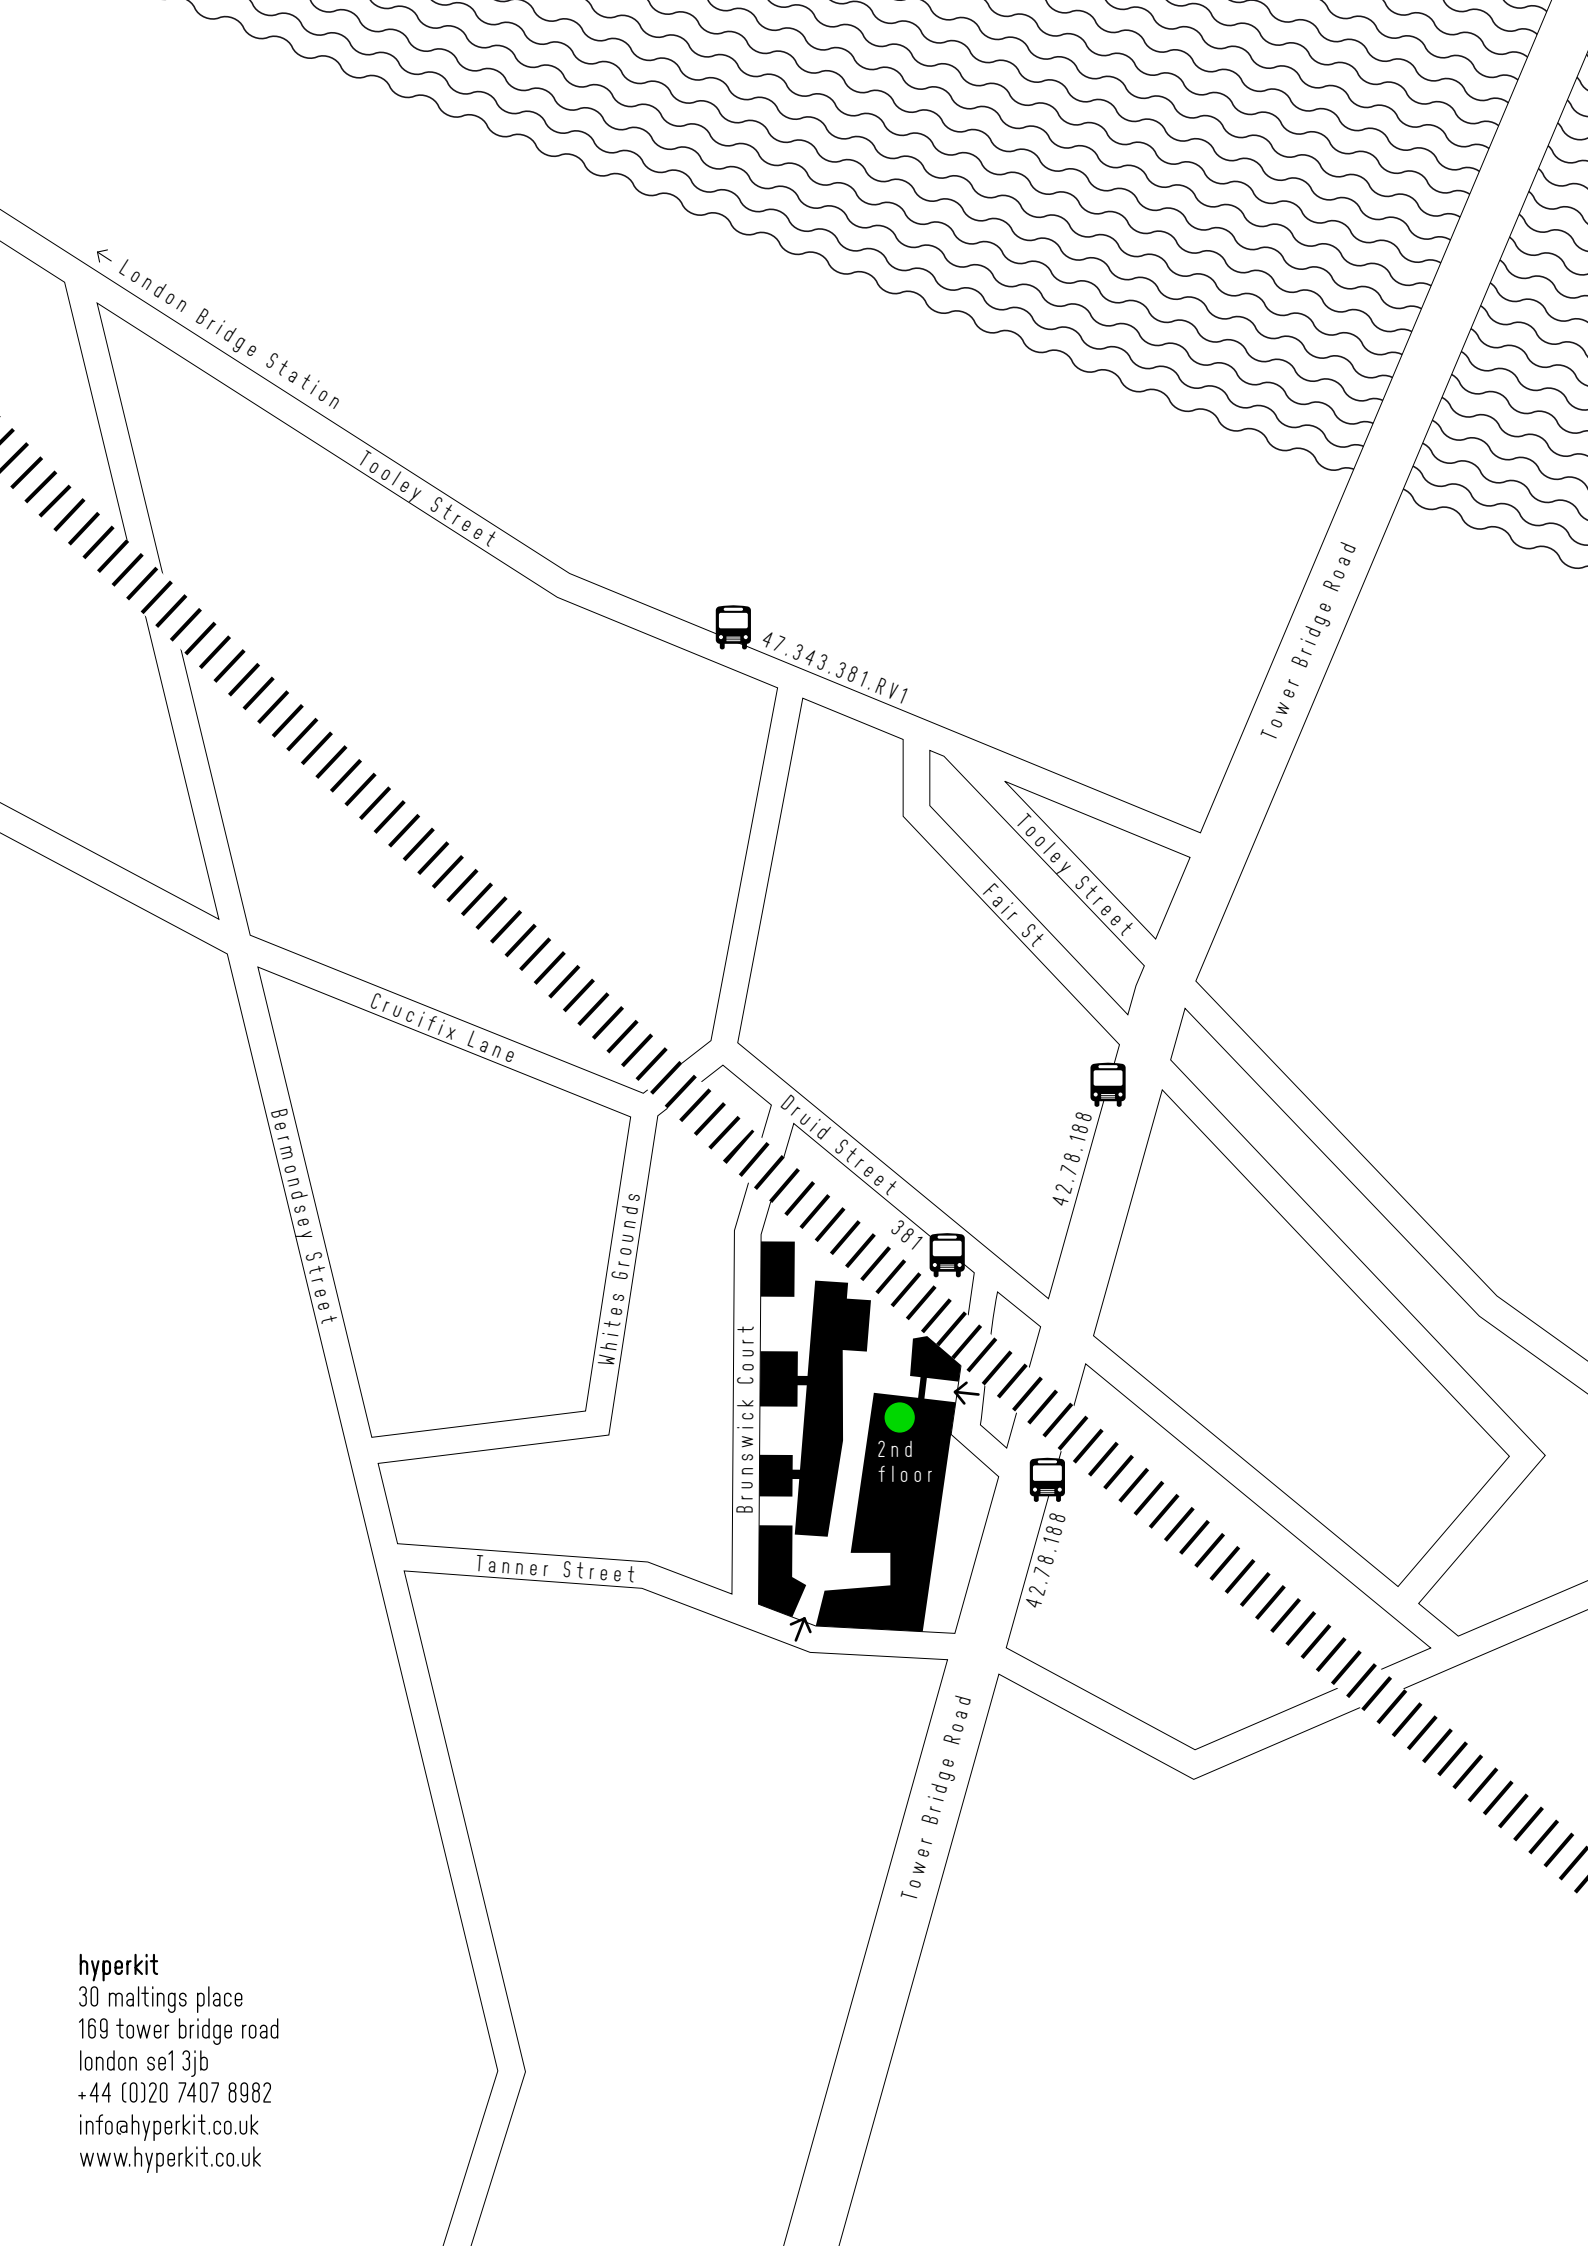 ← London Bridge Station
Tooley Street
47.343.381.RV1
Tower Bridge Road
Tooley Street
Fair St
Crucifix Lane
Druid Street
42.78.188
Bermondsey Street
Whites Grounds
381
Brunswick Court
2nd
floor
42.78.188
Tanner Street
Tower Bridge Road
hyperkit
30 maltings place
169 tower bridge road
london se1 3jb
+44 (0)20 7407 8982
info@hyperkit.co.uk
www.hyperkit.co.uk